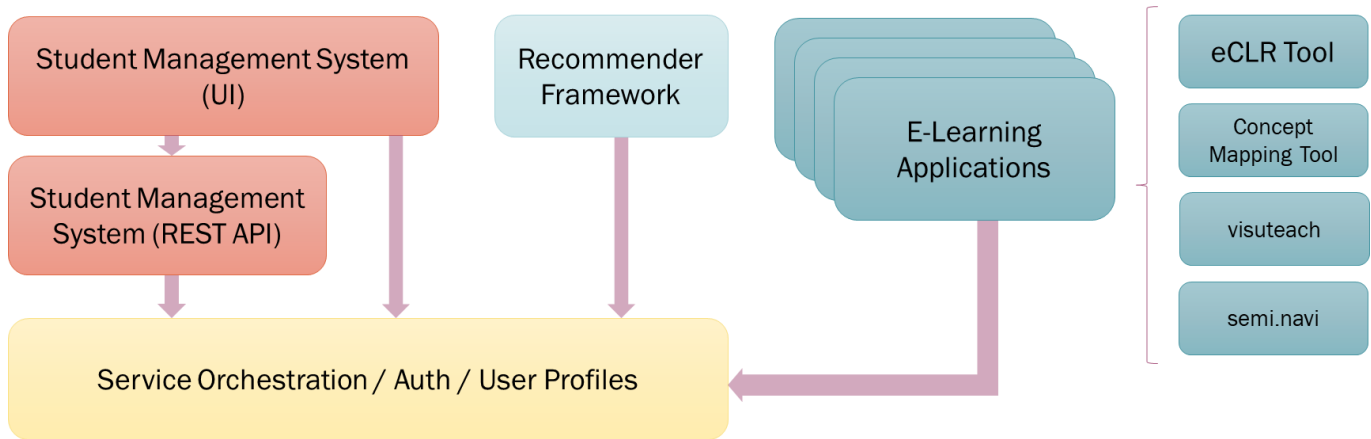 Student Management System
(UI)
Student Management
System (REST API)
Recommender
Framework
E-Learning
Applications
eCLR Tool
Concept
Mapping Tool
visuteach
semi.navi
Service Orchestration / Auth / User Profiles